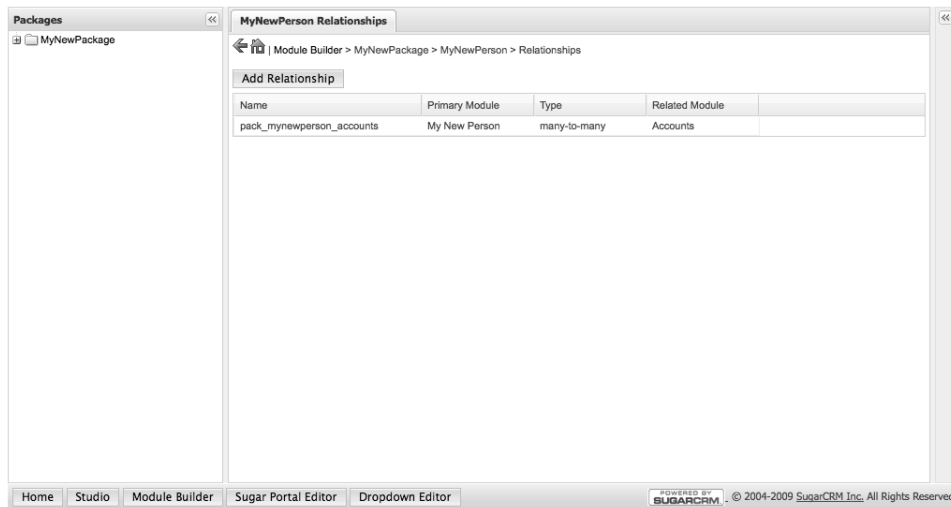 Packages
MyNewPackage
MyNewPerson Relationships
| Module Builder > MyNewPackage > MyNewPerson > Relationships
Add Relationship
Name Primary Module Type Related Module
pack_mynewperson_accounts My New Person many-to-many Accounts
Home Studio Module Builder Sugar Portal Editor Dropdown Editor
POWERED BY
SUGARCRM. © 2004-2009 SugarCRM Inc. All Rights Reserved